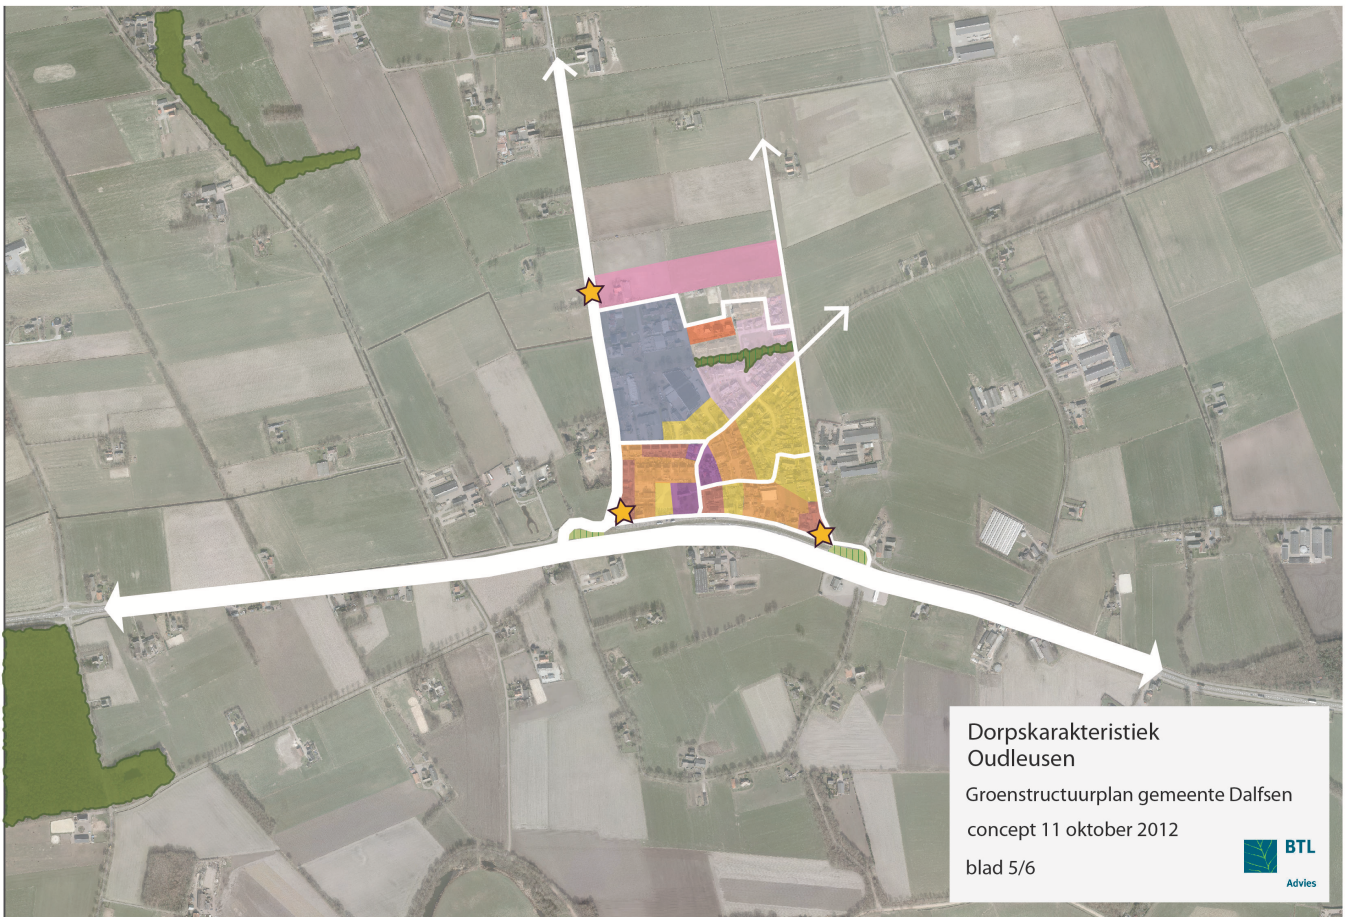 Dorpskarakteristiek
Oudleusen
Groenstructuurplan gemeente Dalfsen
concept 11 oktober 2012
blad 5/6
BTL
Advies